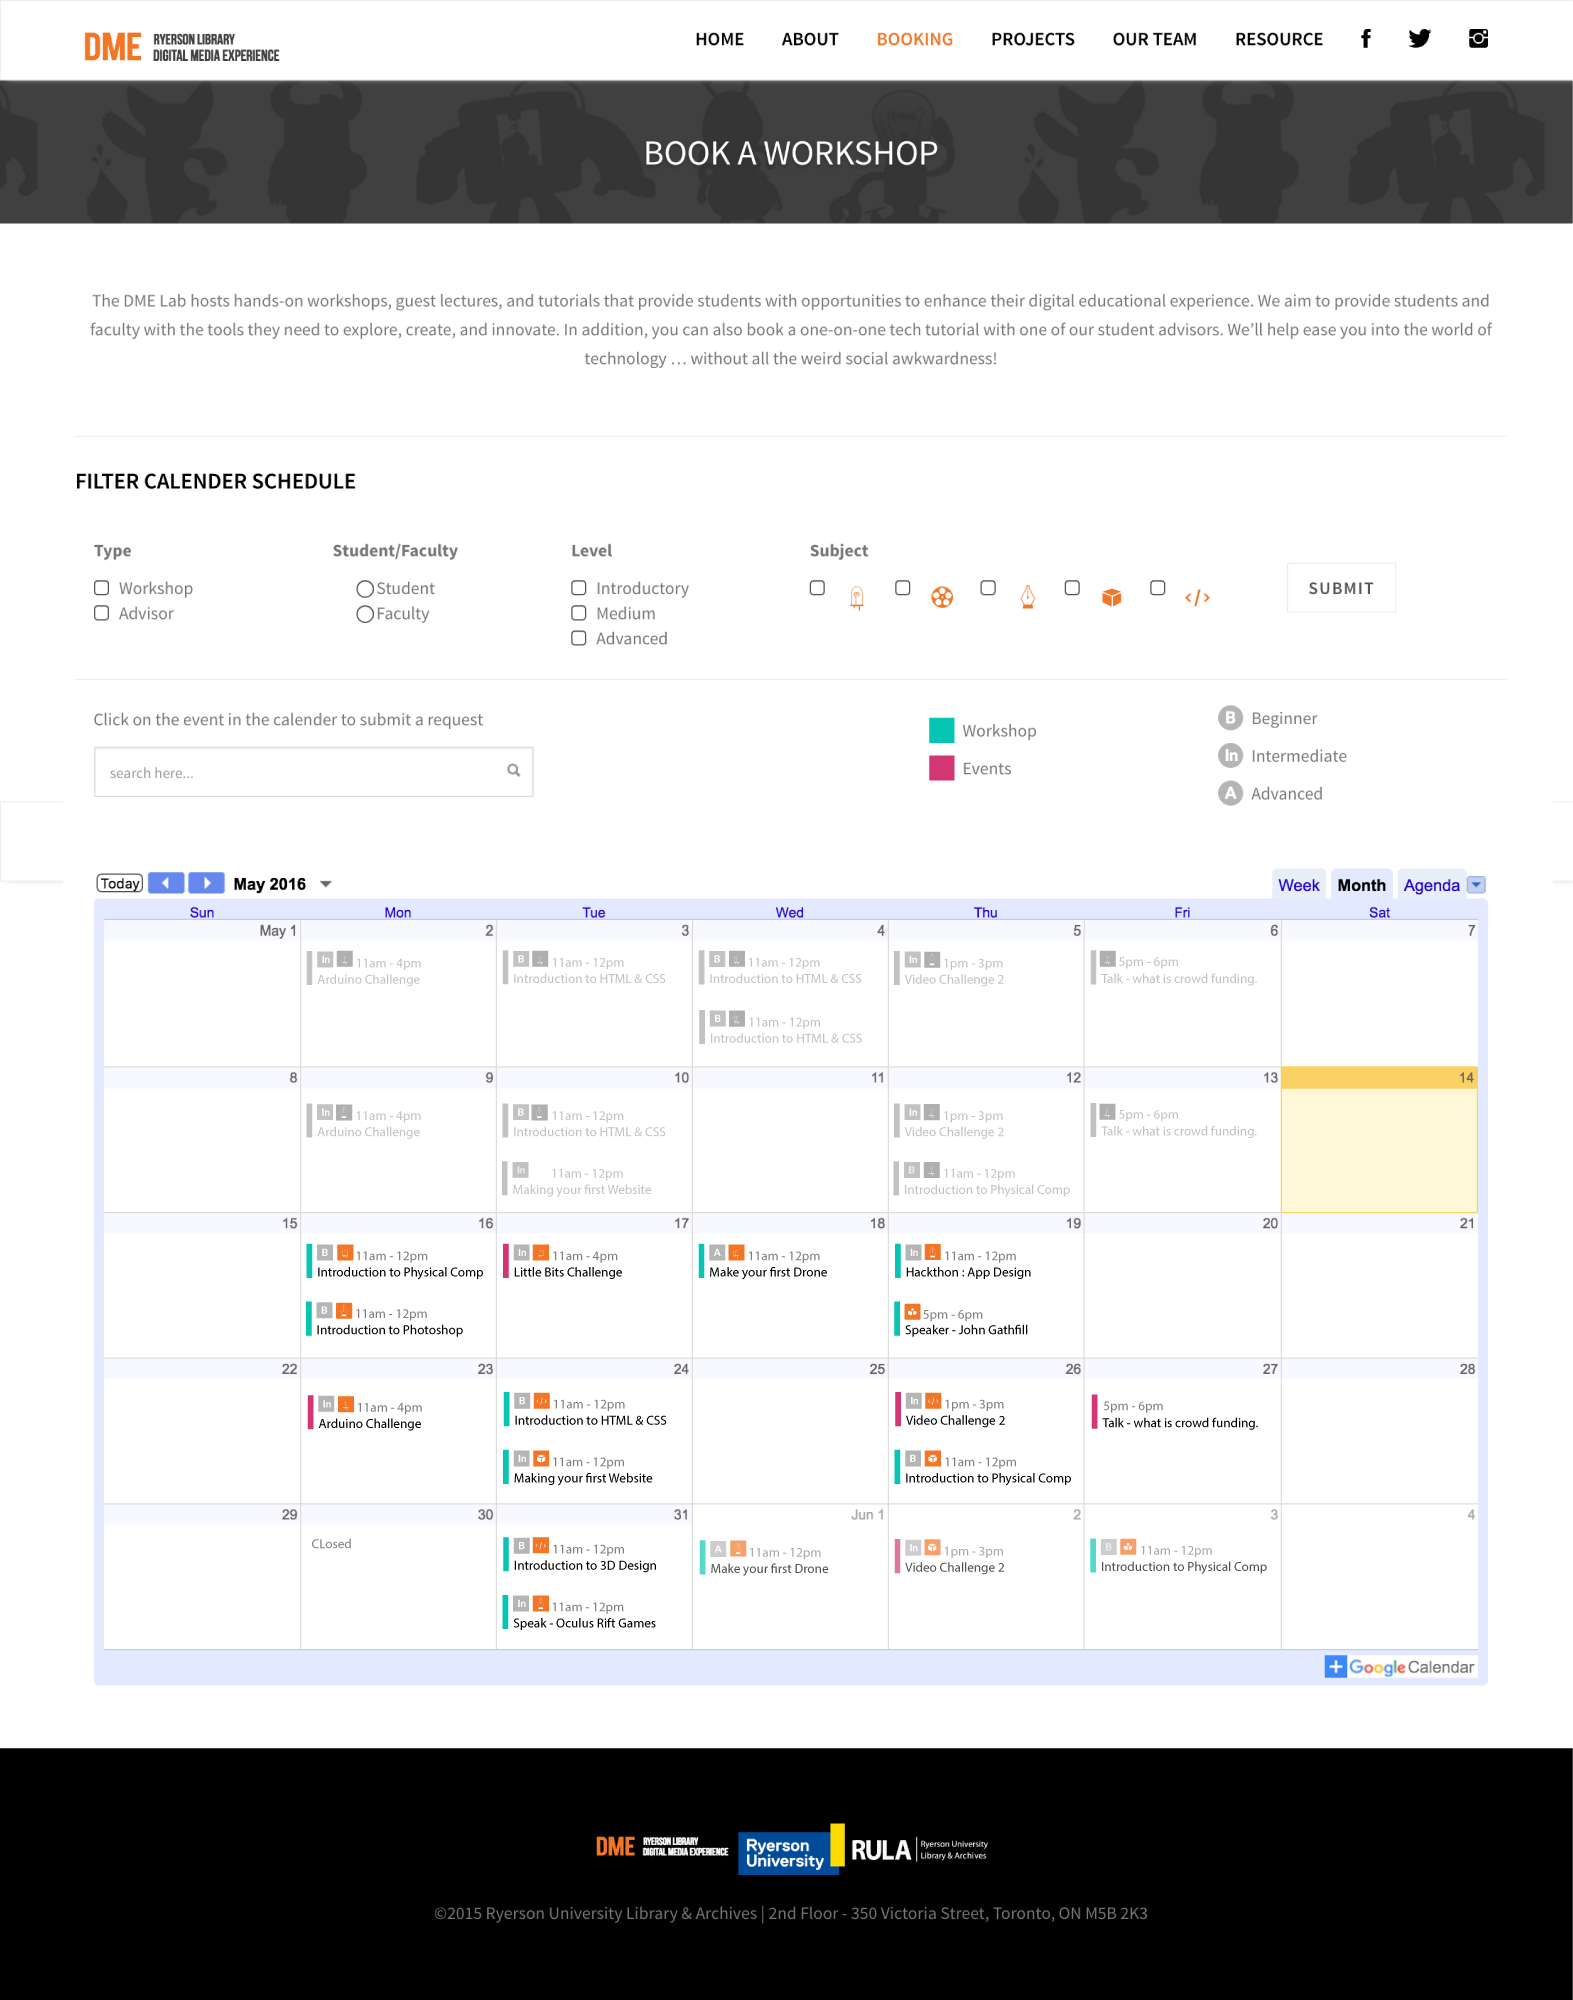 DME RYERSON LIBRARY
DIGITAL MEDIA EXPERIENCE
HOME ABOUT BOOKING PROJECTS OUR TEAM RESOURCE
BOOK A WORKSHOP
The DME Lab hosts hands-on workshops, guest lectures, and tutorials that provide students with opportunities to enhance their digital educational experience. We aim to provide students and
faculty with the tools they need to explore, create, and innovate. In addition, you can also book a one-on-one tech tutorial with one of our student advisors. We'll help ease you into the world of
technology … without all the weird social awkwardness!
FILTER CALENDER SCHEDULE
Type
Workshop
Advisor
Student/Faculty
Student
Faculty
Level
Introductory
Medium
Advanced
Subject
SUBMIT
Click on the event in the calender to submit a request
search here...
Workshop
Events
B Beginner
In Intermediate
A Advanced
Today May 2016 Week Month Agenda
Sun Mon Tue Wed Thu Fri Sat
May 1 2 3 4 5 6 7
In 11am - 4pm
Arduino Challenge
B 11am - 12pm
Introduction to HTML & CSS
B 11am - 12pm
Introduction to HTML & CSS
B 11am - 12pm
Introduction to HTML & CSS
In 1pm - 3pm
Video Challenge 2
5pm - 6pm
Talk - what is crowd funding.
8 9 10 11 12 13 14
In 11am - 4pm
Arduino Challenge
B 11am - 12pm
Introduction to HTML & CSS
In 11am - 12pm
Making your first Website
In 1pm - 3pm
Video Challenge 2
B 11am - 12pm
Introduction to Physical Comp
5pm - 6pm
Talk - what is crowd funding.
15 16 17 18 19 20 21
B 11am - 12pm
Introduction to Physical Comp
B 11am - 12pm
Introduction to Photoshop
In 11am - 4pm
Little Bits Challenge
A 11am - 12pm
Make your first Drone
In 11am - 12pm
Hackthon : App Design
5pm - 6pm
Speaker - John Gathfill
22 23 24 25 26 27 28
In 11am - 4pm
Arduino Challenge
B 11am - 12pm
Introduction to HTML & CSS
In 11am - 12pm
Making your first Website
In 1pm - 3pm
Video Challenge 2
B 11am - 12pm
Introduction to Physical Comp
5pm - 6pm
Talk - what is crowd funding.
29 30 31 Jun 1 2 3 4
CLosed
B 11am - 12pm
Introduction to 3D Design
In 11am - 12pm
Speak - Oculus Rift Games
A 11am - 12pm
Make your first Drone
In 1pm - 3pm
Video Challenge 2
B 11am - 12pm
Introduction to Physical Comp
Google Calendar
DME RYERSON LIBRARY
DIGITAL MEDIA EXPERIENCE
Ryerson
University
RULA
Ryerson University
Library & Archives
©2015 Ryerson University Library & Archives | 2nd Floor - 350 Victoria Street, Toronto, ON M5B 2K3